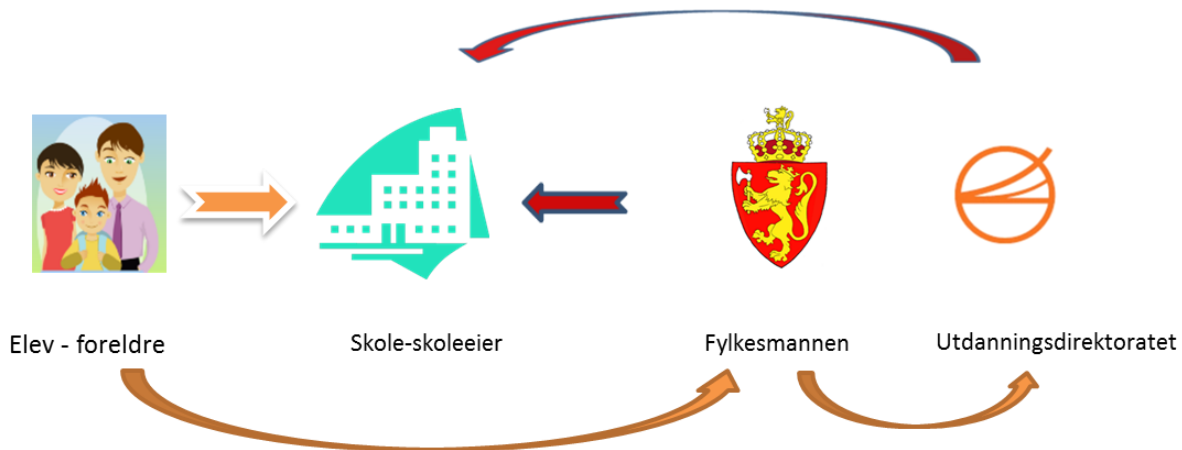 Elev - foreldre
Skole-skoleeier
Fylkesmannen
Utdanningsdirektoratet